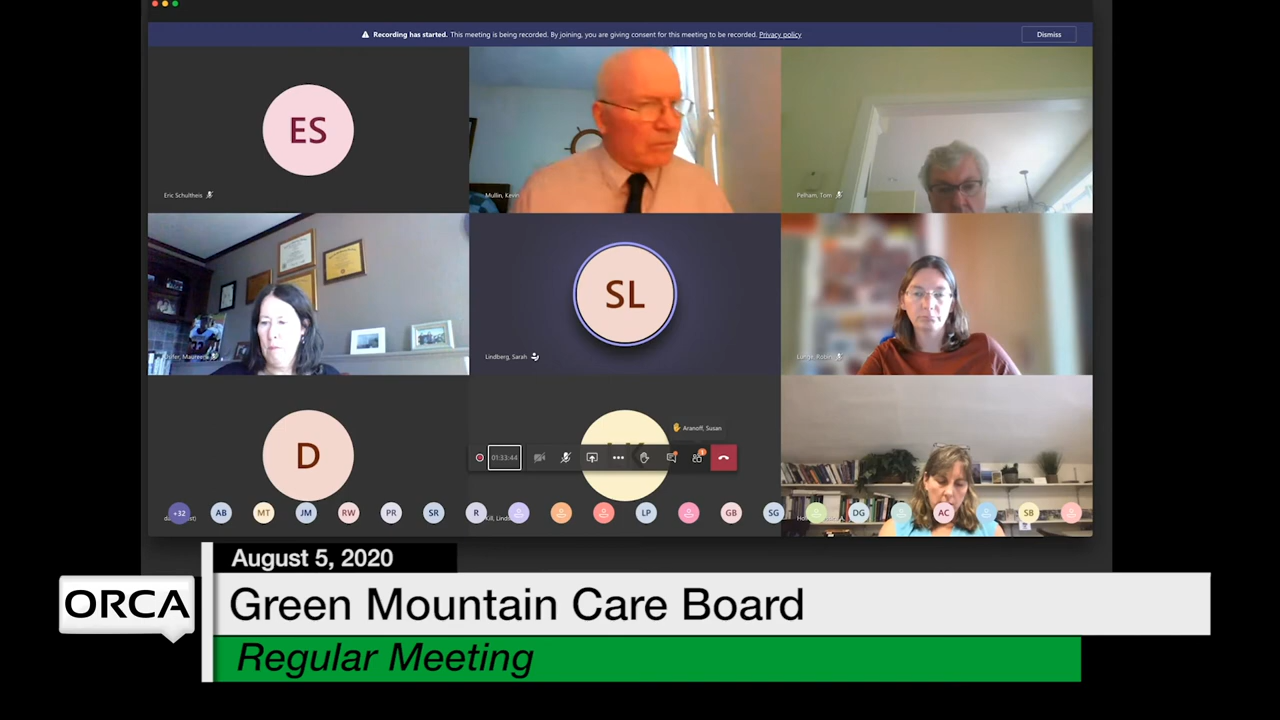 Recording has started. This meeting is being recorded. By joining, you are giving consent for this meeting to be recorded. Privacy policy
Dismiss
ES
Eric Schultheis
Mullin, Kevin
Pelham, Tom
SL
Lindberg, Sarah
Lunge, Robin
D
Aranoff, Susan
01:33:44
+32
AB
MT
JM
RW
PR
SR
R
LP
GB
SG
DG
AC
SB
August 5, 2020
ORCA
Green Mountain Care Board
Regular Meeting